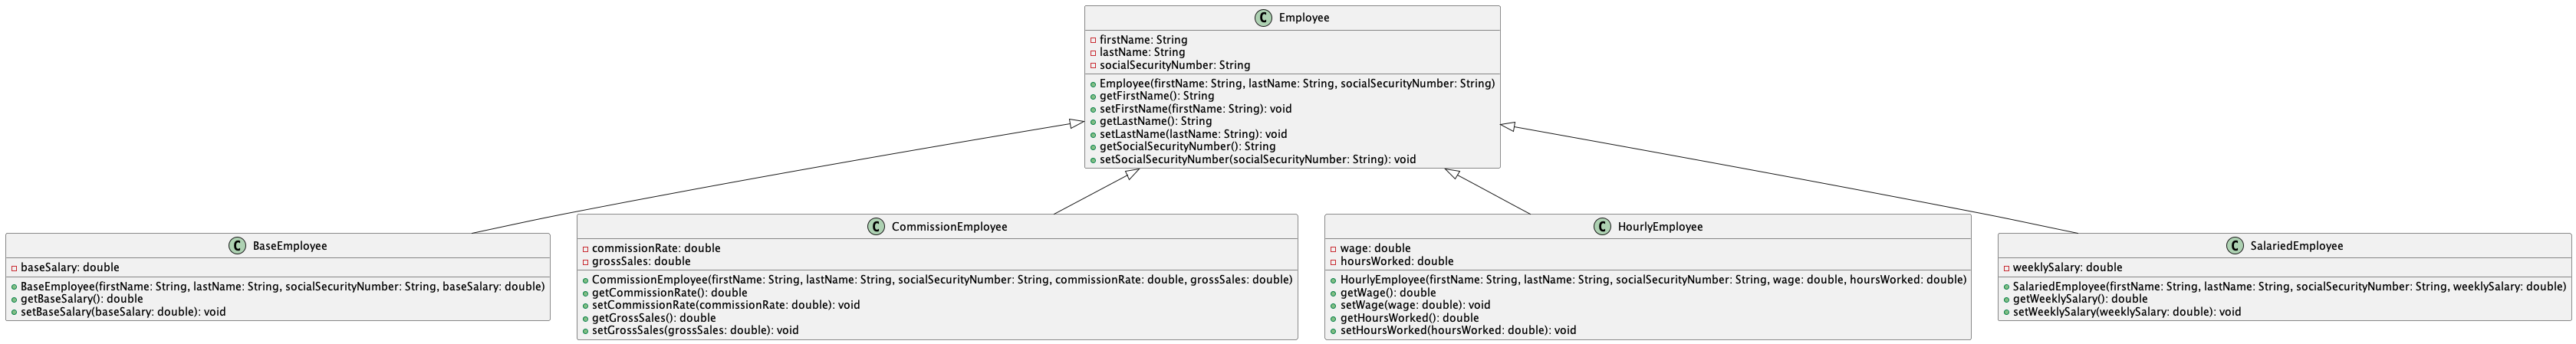 C Employee
firstName: String
lastName: String
socialSecurityNumber: String
Employee(firstName: String, lastName: String, socialSecurityNumber: String)
getFirstName(): String
setFirstName(firstName: String): void
getLastName(): String
setLastName(lastName: String): void
getSocialSecurityNumber(): String
setSocialSecurityNumber(socialSecurityNumber: String): void
C BaseEmployee
baseSalary: double
BaseEmployee(firstName: String, lastName: String, socialSecurityNumber: String, baseSalary: double)
getBaseSalary(): double
setBaseSalary(baseSalary: double): void
C CommissionEmployee
commissionRate: double
grossSales: double
CommissionEmployee(firstName: String, lastName: String, socialSecurityNumber: String, commissionRate: double, grossSales: double)
getCommissionRate(): double
setCommissionRate(commissionRate: double): void
getGrossSales(): double
setGrossSales(grossSales: double): void
C HourlyEmployee
wage: double
hoursWorked: double
HourlyEmployee(firstName: String, lastName: String, socialSecurityNumber: String, wage: double, hoursWorked: double)
getWage(): double
setWage(wage: double): void
getHoursWorked(): double
setHoursWorked(hoursWorked: double): void
C SalariedEmployee
weeklySalary: double
SalariedEmployee(firstName: String, lastName: String, socialSecurityNumber: String, weeklySalary: double)
getWeeklySalary(): double
setWeeklySalary(weeklySalary: double): void